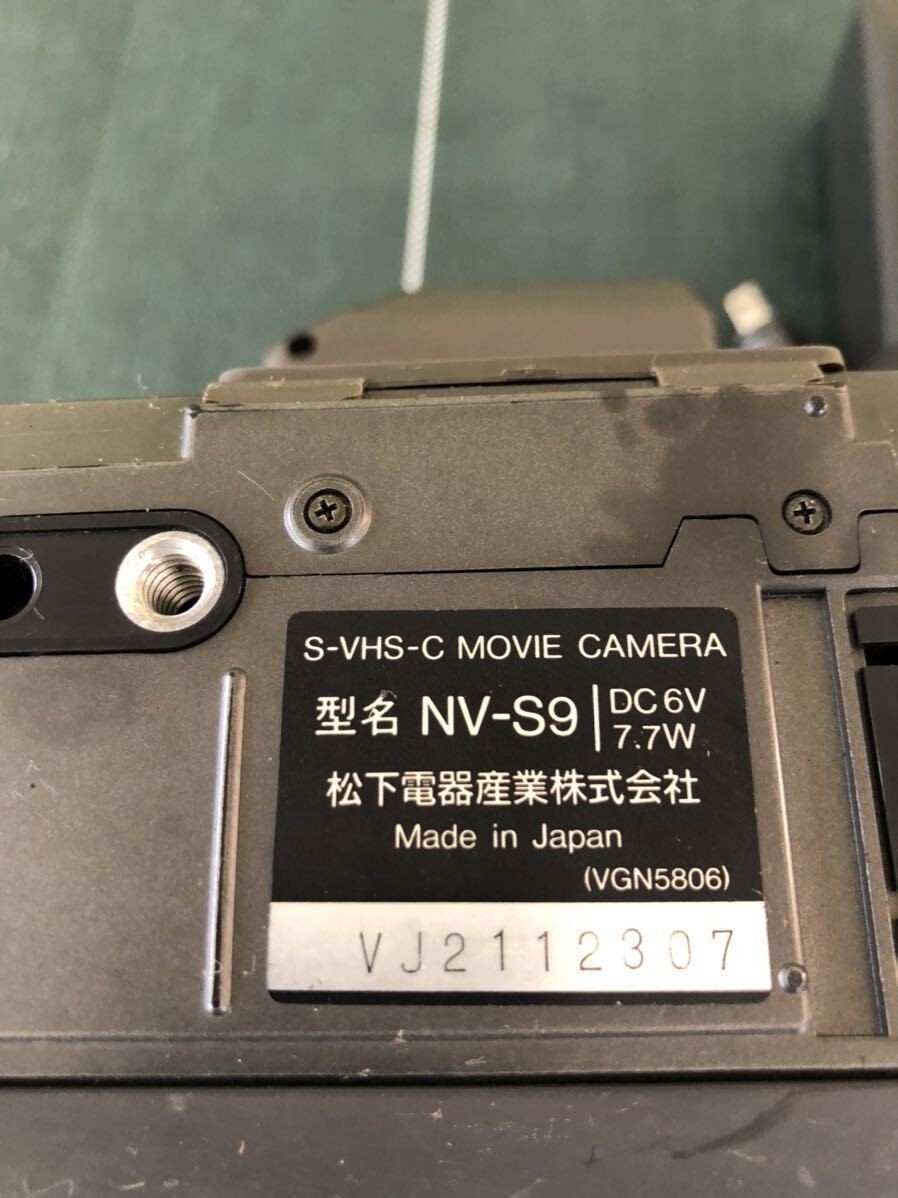 S-VHS-C MOVIE CAMERA
型名 NV-S9
DC 6V
7.7W
松下電器産業株式会社
Made in Japan
(VGN5806)
VJ2112307